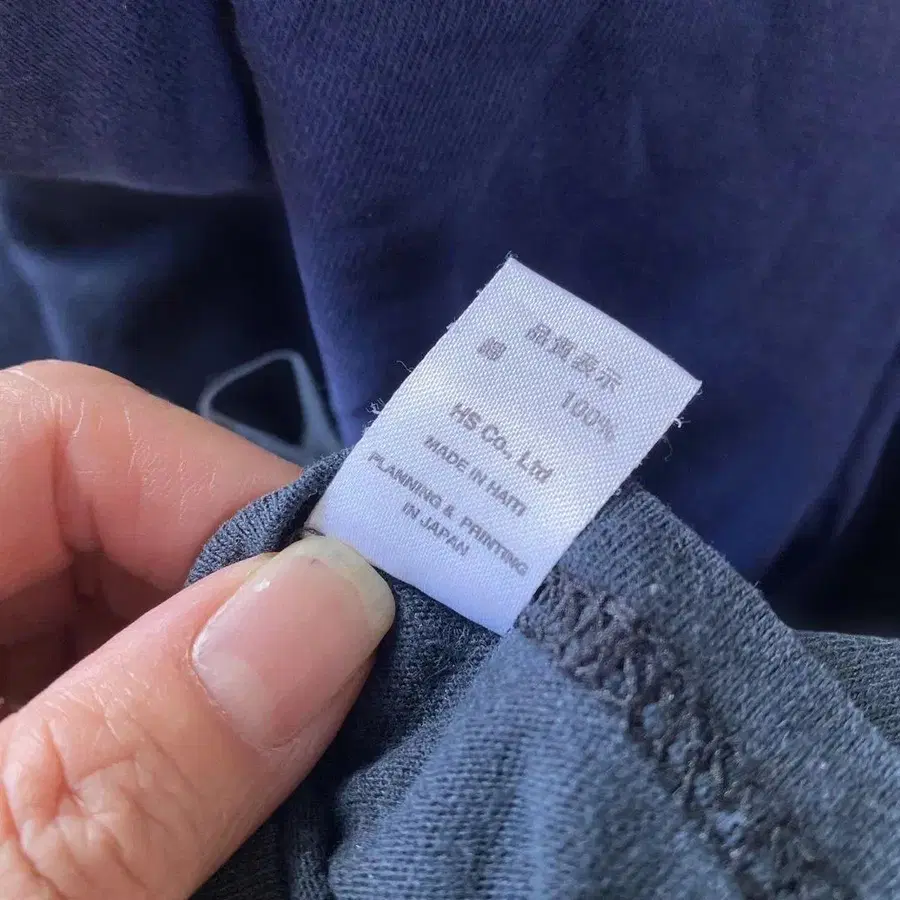 品質表示
綿 100%
HS Co., Ltd
MADE IN HAITI
PLANNING & PRINTING
IN JAPAN